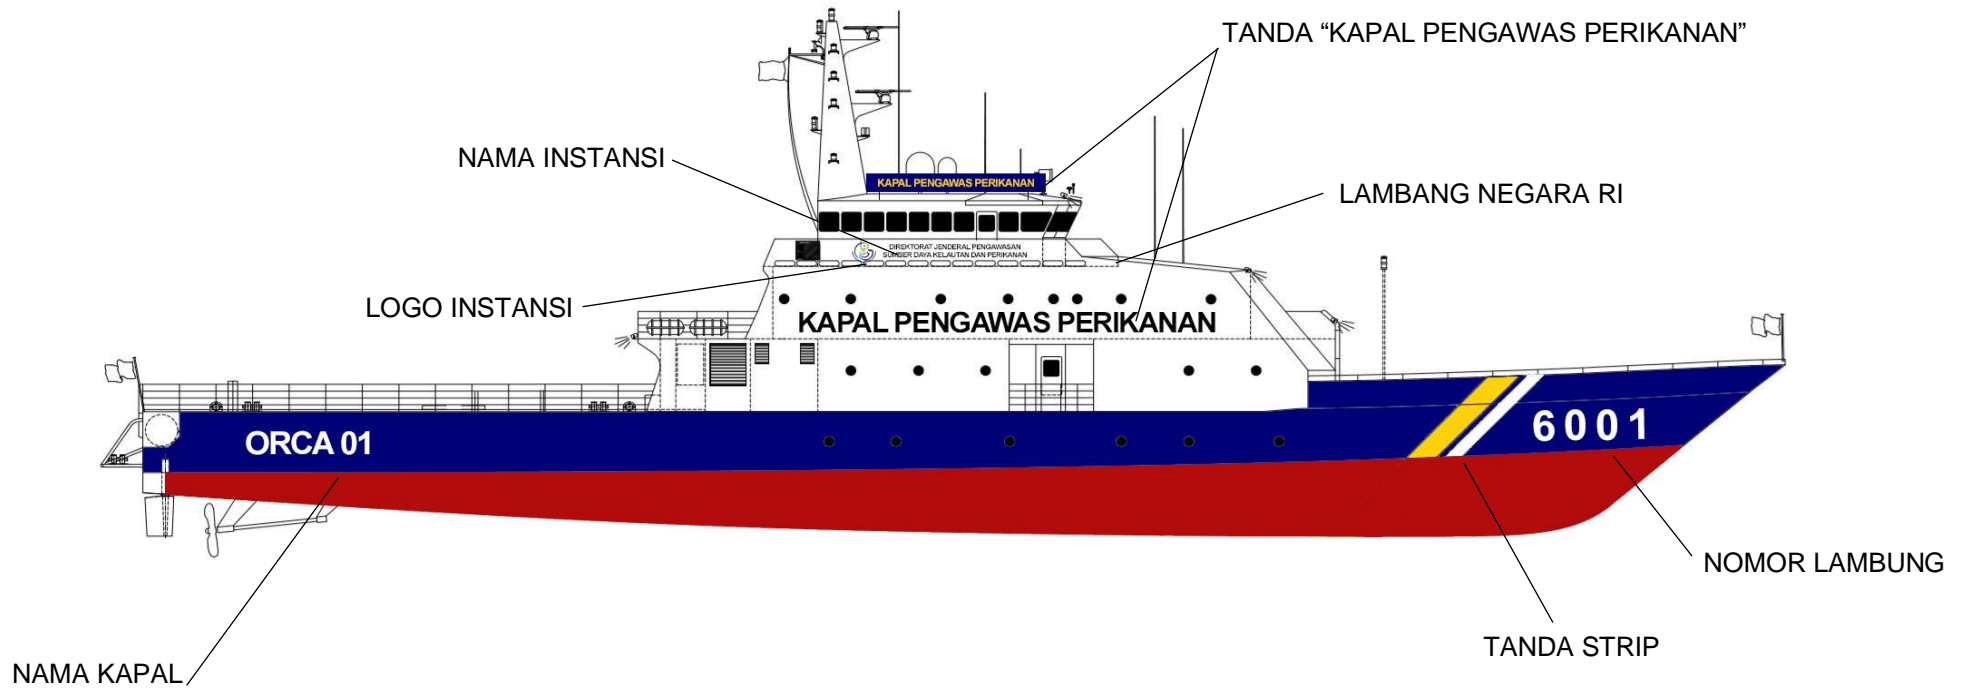 TANDA “KAPAL PENGAWAS PERIKANAN”
NAMA INSTANSI
KAPAL PENGAWAS PERIKANAN
LAMBANG NEGARA RI
DIREKTORAT JENDERAL PENGAWASAN
SUMBER DAYA KELAUTAN DAN PERIKANAN
LOGO INSTANSI
KAPAL PENGAWAS PERIKANAN
6001
ORCA 01
NOMOR LAMBUNG
TANDA STRIP
NAMA KAPAL